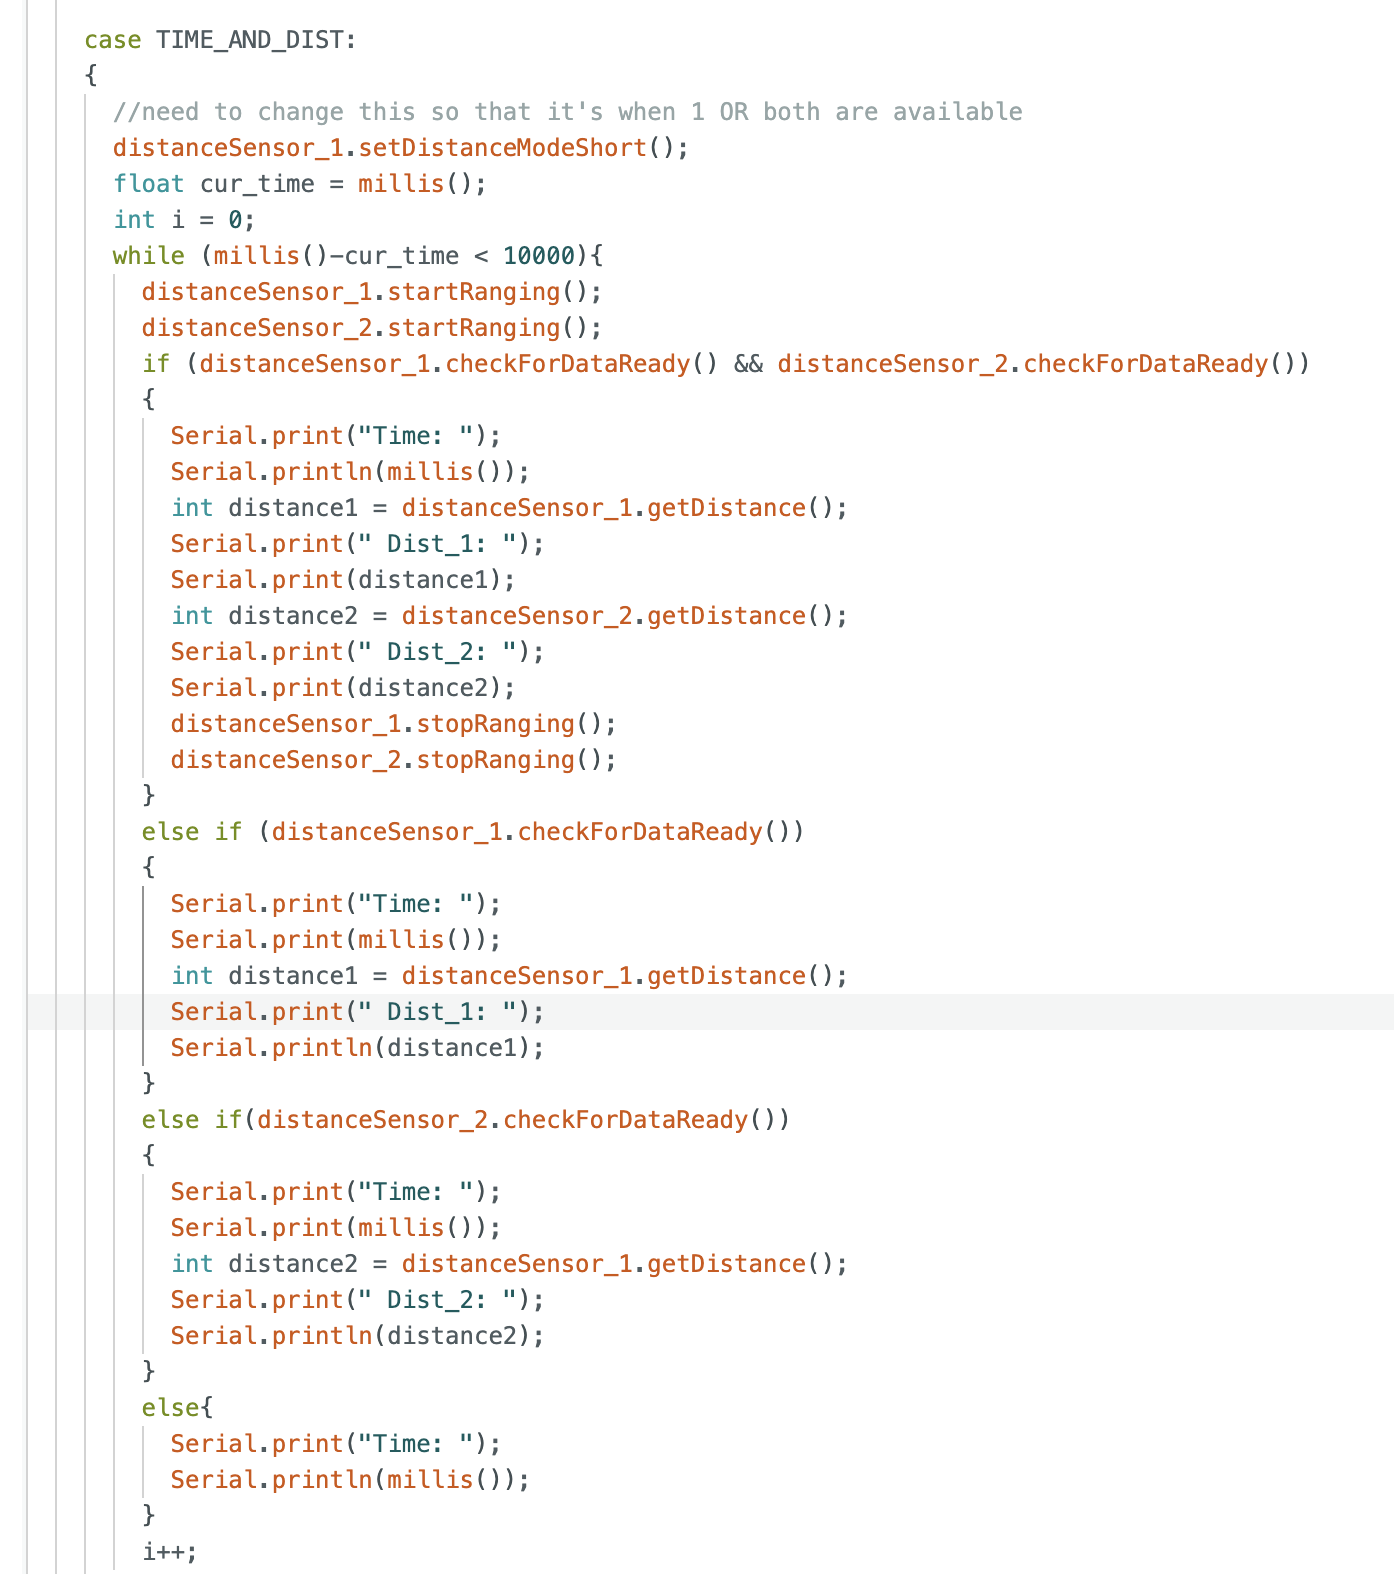 case TIME_AND_DIST:
{
//need to change this so that it's when 1 OR both are available
distanceSensor_1.setDistanceModeShort();
float cur_time = millis();
int i = 0;
while (millis()-cur_time < 10000){
distanceSensor_1.startRanging();
distanceSensor_2.startRanging();
if (distanceSensor_1.checkForDataReady() && distanceSensor_2.checkForDataReady())
{
Serial.print("Time: ");
Serial.println(millis());
int distance1 = distanceSensor_1.getDistance();
Serial.print(" Dist_1: ");
Serial.print(distance1);
int distance2 = distanceSensor_2.getDistance();
Serial.print(" Dist_2: ");
Serial.print(distance2);
distanceSensor_1.stopRanging();
distanceSensor_2.stopRanging();
}
else if (distanceSensor_1.checkForDataReady())
{
Serial.print("Time: ");
Serial.print(millis());
int distance1 = distanceSensor_1.getDistance();
Serial.print(" Dist_1: ");
Serial.println(distance1);
}
else if(distanceSensor_2.checkForDataReady())
{
Serial.print("Time: ");
Serial.print(millis());
int distance2 = distanceSensor_1.getDistance();
Serial.print(" Dist_2: ");
Serial.println(distance2);
}
else{
Serial.print("Time: ");
Serial.println(millis());
}
i++;